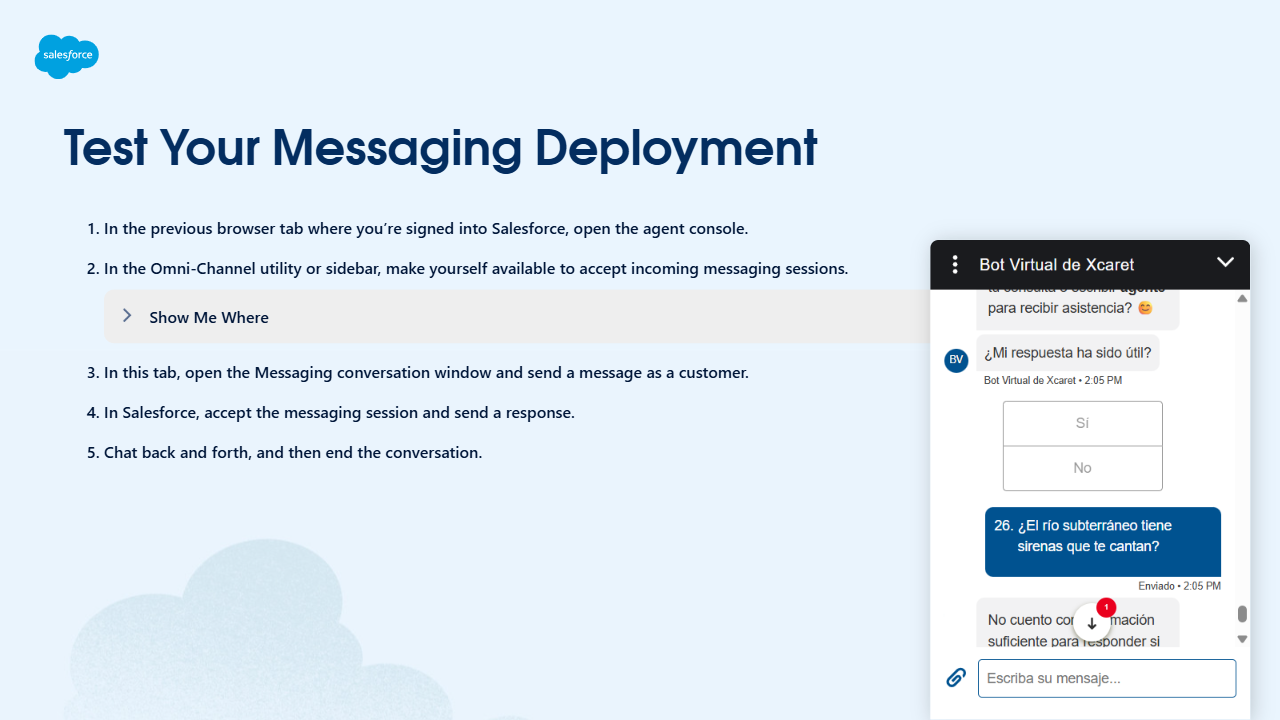 salesforce
Test Your Messaging Deployment
1. In the previous browser tab where you’re signed into Salesforce, open the agent console.
2. In the Omni-Channel utility or sidebar, make yourself available to accept incoming messaging sessions.
Show Me Where
3. In this tab, open the Messaging conversation window and send a message as a customer.
4. In Salesforce, accept the messaging session and send a response.
5. Chat back and forth, and then end the conversation.
Bot Virtual de Xcaret
tu consulta o escribir agente
para recibir asistencia? 😊
BV
¿Mi respuesta ha sido útil?
Bot Virtual de Xcaret • 2:05 PM
Sí
No
26. ¿El río subterráneo tiene
sirenas que te cantan?
Enviado • 2:05 PM
1
No cuento
suficiente para responder si
Escriba su mensaje...